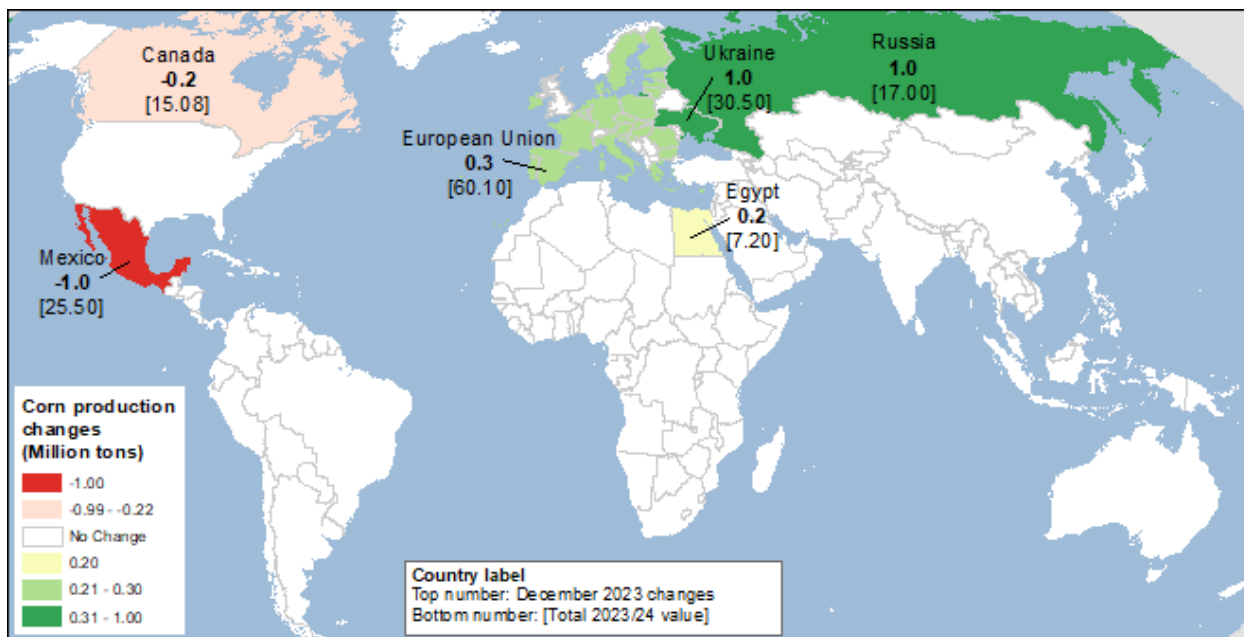 Canada
-0.2
[15.08]
Ukraine
1.0
[30.50]
Russia
1.0
[17.00]
European Union
0.3
[60.10]
Egypt
0.2
[7.20]
Mexico
-1.0
[25.50]
Corn production
changes
(Million tons)
-1.00
-0.99 - -0.22
No Change
0.20
0.21 - 0.30
0.31 - 1.00
Country label
Top number: December 2023 changes
Bottom number: [Total 2023/24 value]